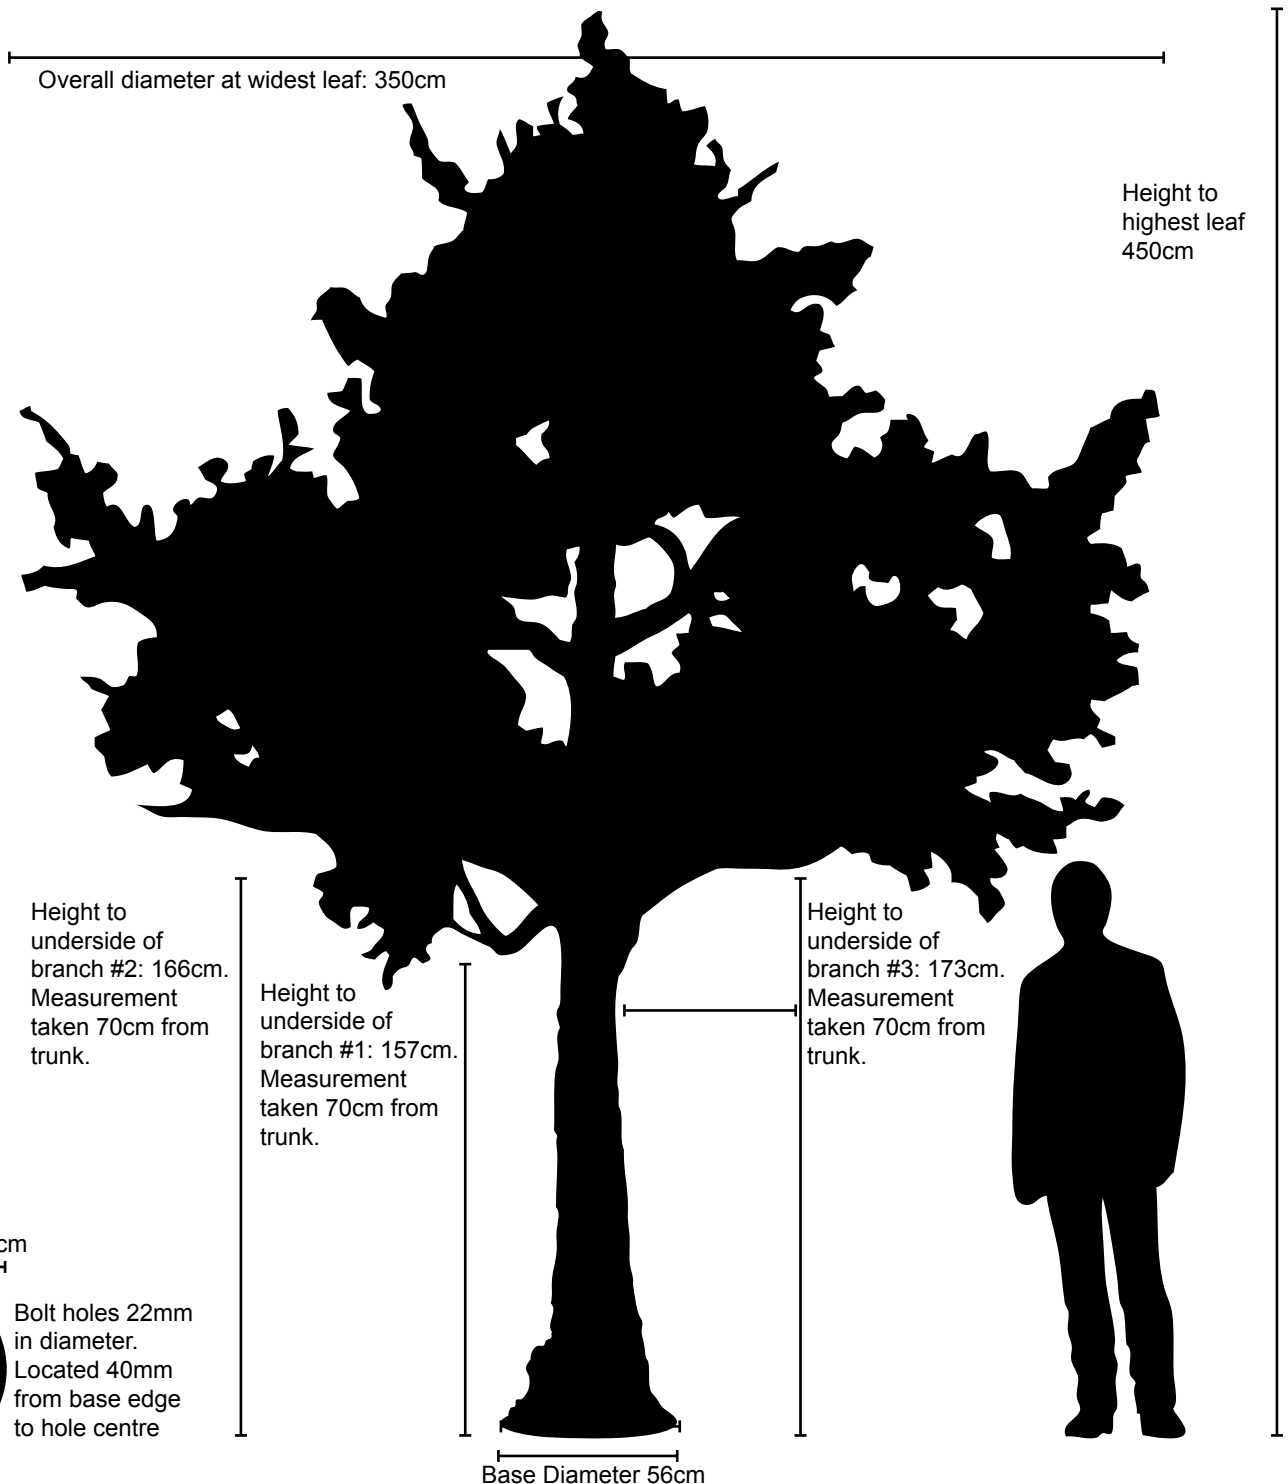 Overall diameter at widest leaf: 350cm
Height to
highest leaf
450cm
Height to
underside of
branch #2: 166cm.
Measurement
taken 70cm from
trunk.
Height to
underside of
branch #1: 157cm.
Measurement
taken 70cm from
trunk.
Height to
underside of
branch #3: 173cm.
Measurement
taken 70cm from
trunk.
cm
Bolt holes 22mm
in diameter.
Located 40mm
from base edge
to hole centre
Base Diameter 56cm